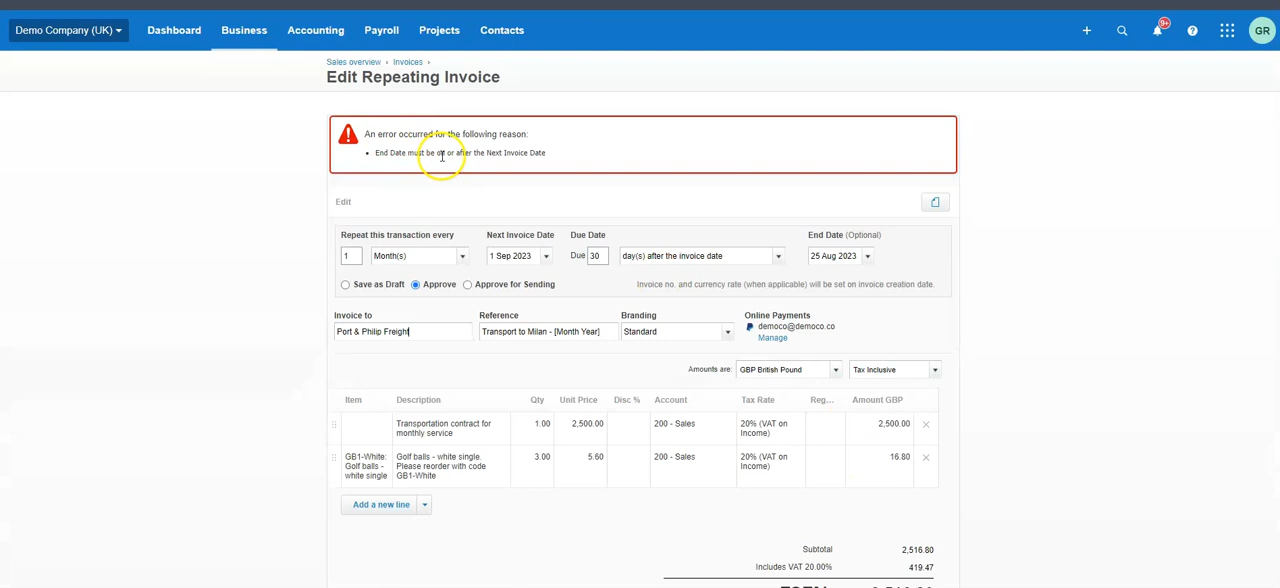 Demo Company (UK) Dashboard Business Accounting Payroll Projects Contacts 9+ GR
Sales overview › Invoices ›
Edit Repeating Invoice
An error occurred for the following reason:
• End Date must be on or after the Next Invoice Date
Edit
Repeat this transaction every Next Invoice Date Due Date End Date (Optional)
1 Month(s) 1 Sep 2023 Due 30 day(s) after the invoice date 25 Aug 2023
Save as Draft Approve Approve for Sending Invoice no. and currency rate (when applicable) will be set on invoice creation date.
Invoice to Reference Branding Online Payments
Port & Philip Freight Transport to Milan - [Month Year] Standard democo@democo.co
Manage
Amounts are: GBP British Pound Tax Inclusive
Item Description Qty Unit Price Disc % Account Tax Rate Reg... Amount GBP
Transportation contract for 1.00 2,500.00 200 - Sales 20% (VAT on 2,500.00
monthly service Income)
GB1-White: Golf balls - white single. 3.00 5.60 200 - Sales 20% (VAT on 16.80
Golf balls - Please reorder with code Income)
white single GB1-White
Add a new line
Subtotal 2,516.80
Includes VAT 20.00% 419.47